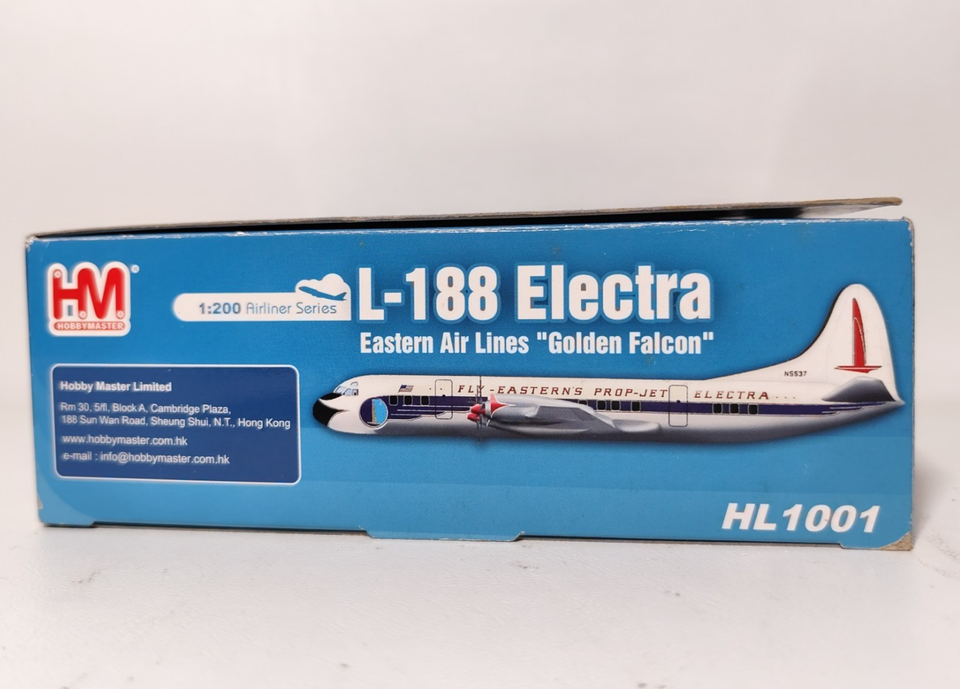 HM®
HOBBYMASTER
1:200 Airliner Series
L-188 Electra
Eastern Air Lines "Golden Falcon"
Hobby Master Limited
Rm 30, 5/fl, Block A, Cambridge Plaza,
188 Sun Wan Road, Sheung Shui, N.T., Hong Kong
www.hobbymaster.com.hk
e-mail : info@hobbymaster.com.hk
N5537
FLY-EASTERN'S PROP-JET ELECTRA...
HL1001